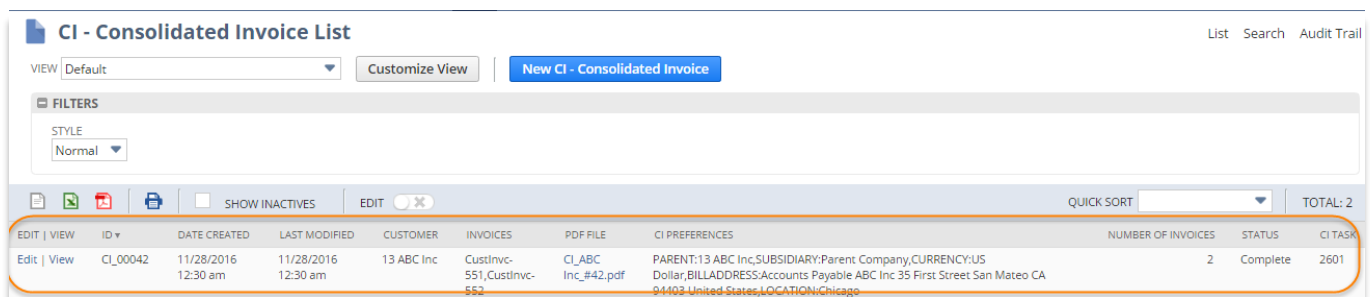 CI - Consolidated Invoice List
List Search Audit Trail
VIEW Default Customize View New CI - Consolidated Invoice
FILTERS
STYLE
Normal
SHOW INACTIVES EDIT QUICK SORT TOTAL: 2
EDIT | VIEW ID DATE CREATED LAST MODIFIED CUSTOMER INVOICES PDF FILE CI PREFERENCES NUMBER OF INVOICES STATUS CI TASK
Edit | View CI_00042 11/28/2016 11/28/2016 13 ABC Inc CustInvc- CI_ABC PARENT:13 ABC Inc,SUBSIDIARY:Parent Company,CURRENCY:US 2 Complete 2601
12:30 am 12:30 am 551,CustInvc- Inc_#42.pdf Dollar,BILLADDRESS:Accounts Payable ABC Inc 35 First Street San Mateo CA
552 94403 United States,LOCATION:Chicago